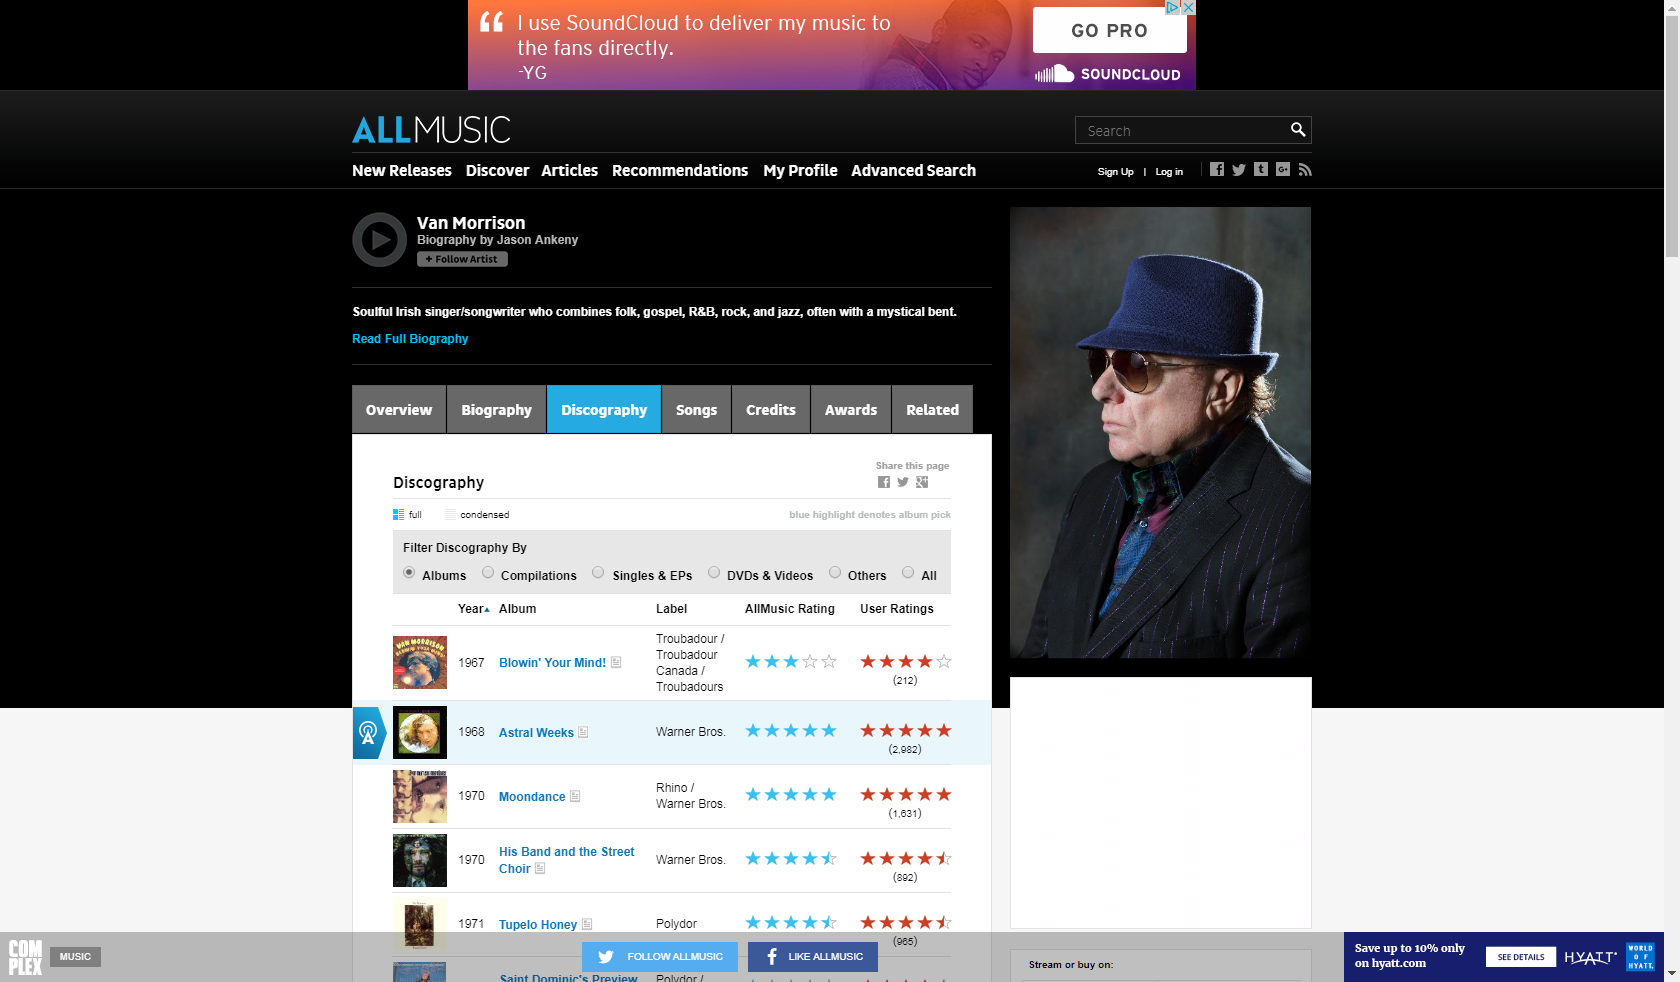 “ I use SoundCloud to deliver my music to
the fans directly.
-YG
GO PRO
SOUNDCLOUD
ALLMUSIC
Search
New Releases Discover Articles Recommendations My Profile Advanced Search
Sign Up | Log in
Van Morrison
Biography by Jason Ankeny
+ Follow Artist
Soulful Irish singer/songwriter who combines folk, gospel, R&B, rock, and jazz, often with a mystical bent.
Read Full Biography
Overview Biography Discography Songs Credits Awards Related
Share this page
Discography
full condensed blue highlight denotes album pick
Filter Discography By
Albums Compilations Singles & EPs DVDs & Videos Others All
Year Album Label AllMusic Rating User Ratings
VAN MORRISON
1967 Blowin' Your Mind!
Troubadour /
Troubadour
Canada /
Troubadours
(212)
1968 Astral Weeks Warner Bros.
(2,982)
1970 Moondance
Rhino /
Warner Bros.
(1,631)
1970 His Band and the Street
Choir
Warner Bros.
(892)
1971 Tupelo Honey Polydor
(965)
Saint Dominic's Preview Polydor /
COMPLEX
MUSIC
FOLLOW ALLMUSIC
LIKE ALLMUSIC
Stream or buy on:
Save up to 10% only
on hyatt.com
SEE DETAILS
HYATT
WORLD
OF
HYATT